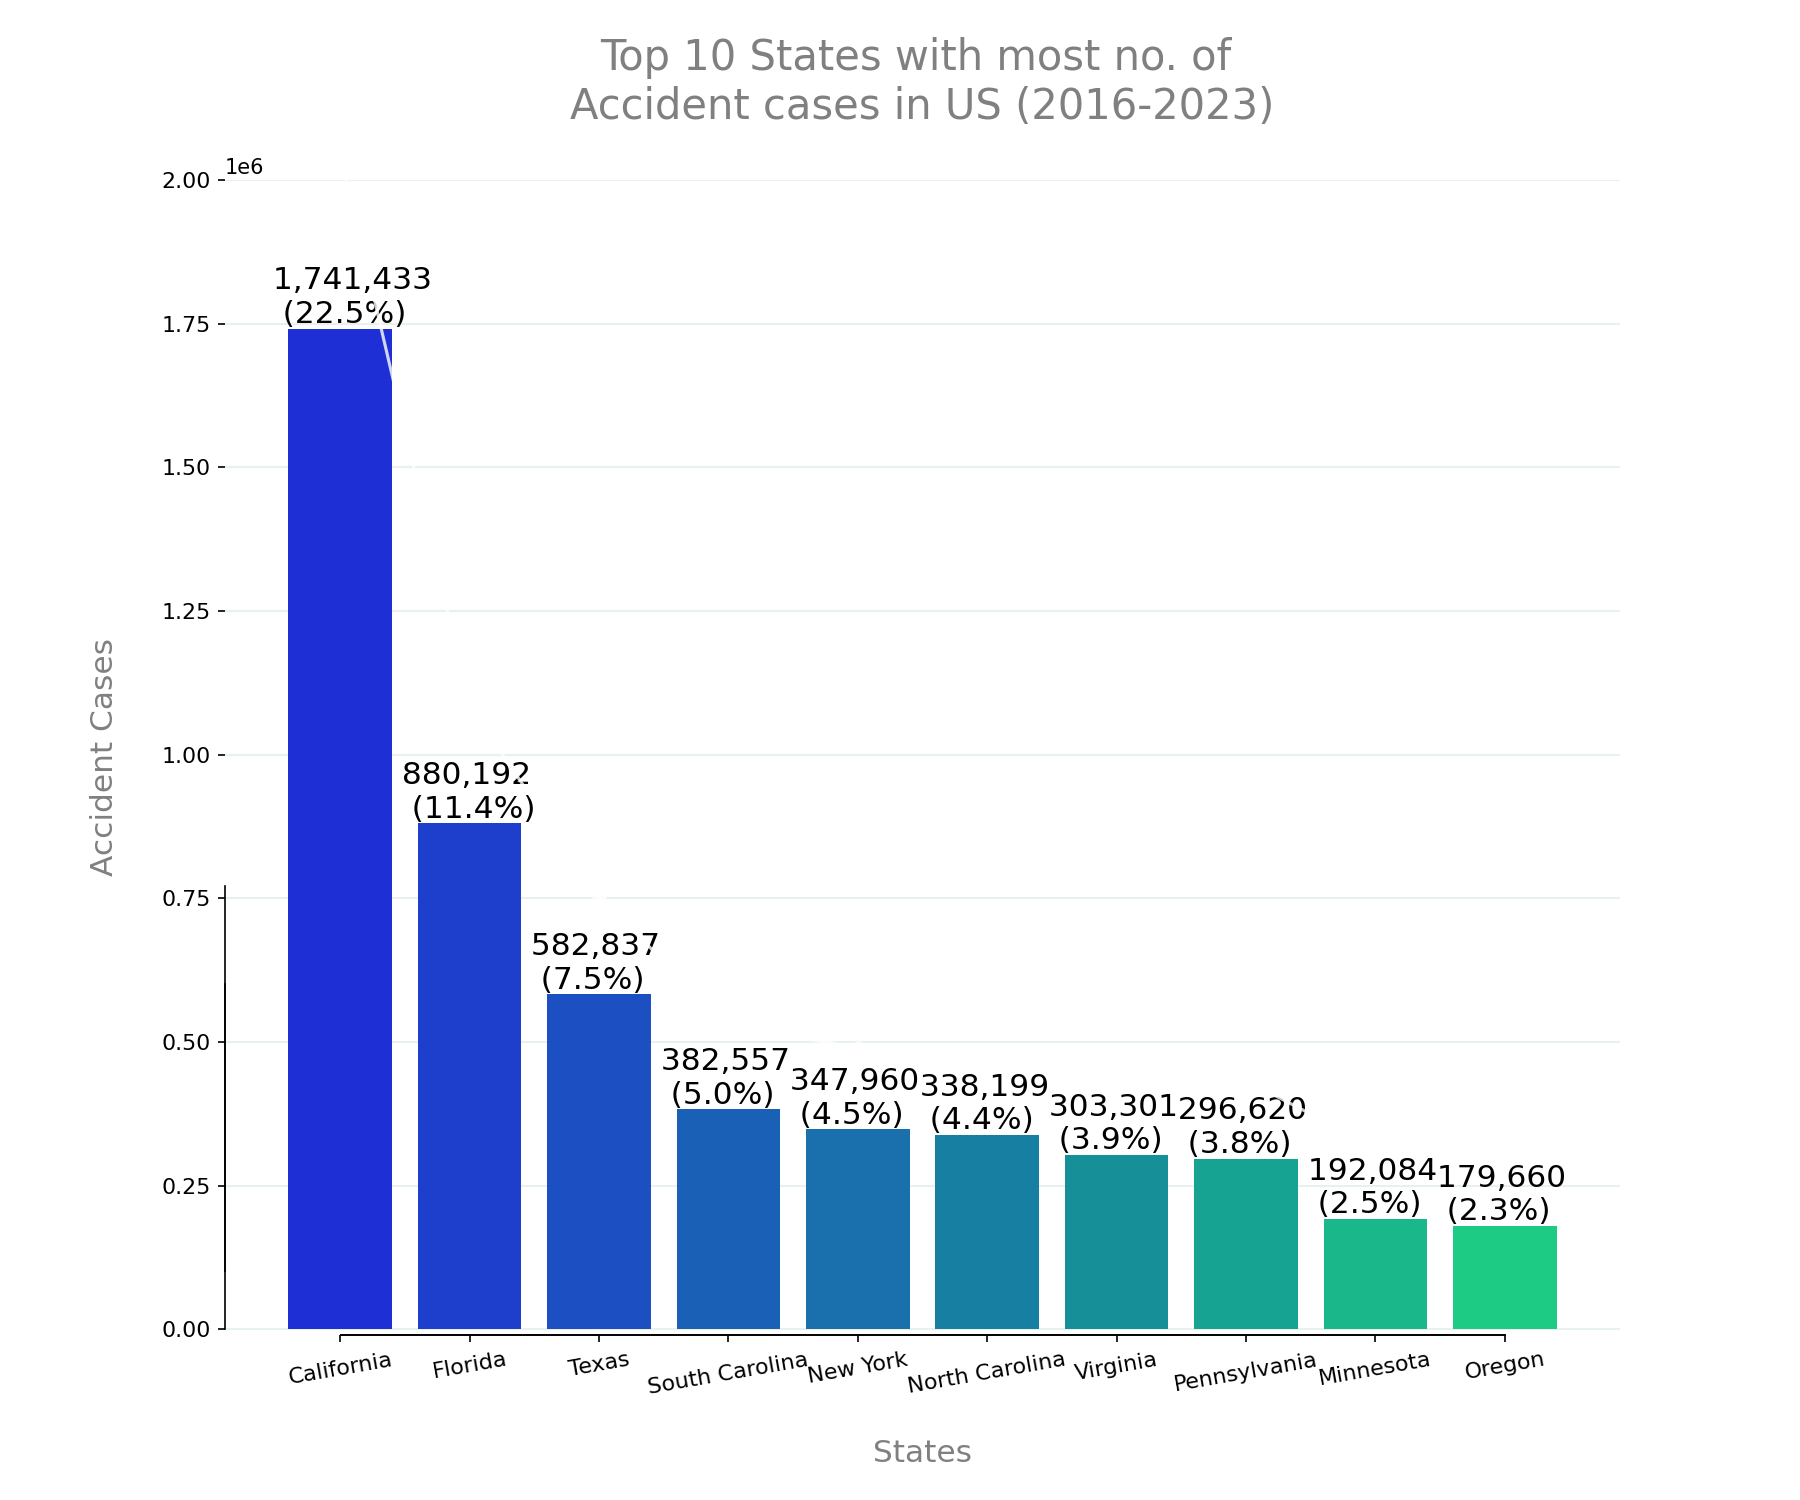 Top 10 States with most no. of
Accident cases in US (2016-2023)
1e6
2.00
1.75
1.50
1.25
1.00
0.75
0.50
0.25
0.00
Accident Cases
1,741,433
(22.5%)
880,192
(11.4%)
582,837
(7.5%)
382,557
(5.0%)
347,960
(4.5%)
338,199
(4.4%)
303,301
(3.9%)
296,620
(3.8%)
192,084
(2.5%)
179,660
(2.3%)
California
Florida
Texas
South Carolina
New York
North Carolina
Virginia
Pennsylvania
Minnesota
Oregon
States